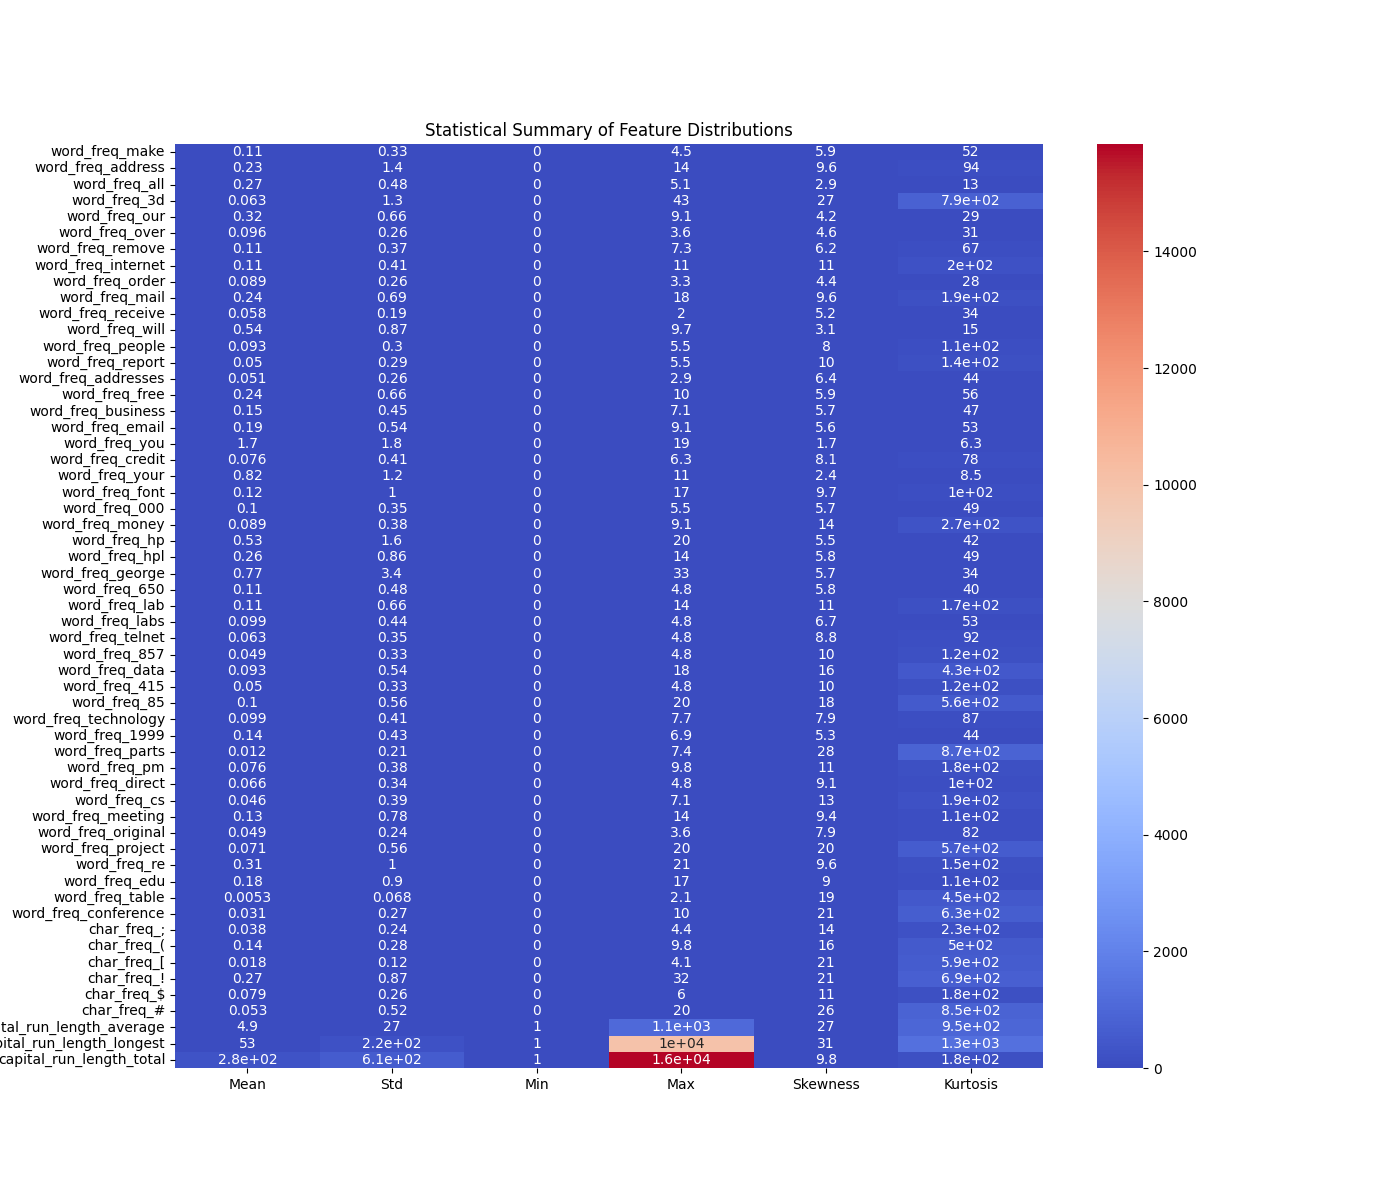 Statistical Summary of Feature Distributions
word_freq_make 0.11 0.33 0 4.5 5.9 52
word_freq_address 0.23 1.4 0 14 9.6 94
word_freq_all 0.27 0.48 0 5.1 2.9 13
word_freq_3d 0.063 1.3 0 43 27 7.9e+02
word_freq_our 0.32 0.66 0 9.1 4.2 29
word_freq_over 0.096 0.26 0 3.6 4.6 31
word_freq_remove 0.11 0.37 0 7.3 6.2 67
word_freq_internet 0.11 0.41 0 11 11 2e+02
word_freq_order 0.089 0.26 0 3.3 4.4 28
word_freq_mail 0.24 0.69 0 18 9.6 1.9e+02
word_freq_receive 0.058 0.19 0 2 5.2 34
word_freq_will 0.54 0.87 0 9.7 3.1 15
word_freq_people 0.093 0.3 0 5.5 8 1.1e+02
word_freq_report 0.05 0.29 0 5.5 10 1.4e+02
word_freq_addresses 0.051 0.26 0 2.9 6.4 44
word_freq_free 0.24 0.66 0 10 5.9 56
word_freq_business 0.15 0.45 0 7.1 5.7 47
word_freq_email 0.19 0.54 0 9.1 5.6 53
word_freq_you 1.7 1.8 0 19 1.7 6.3
word_freq_credit 0.076 0.41 0 6.3 8.1 78
word_freq_your 0.82 1.2 0 11 2.4 8.5
word_freq_font 0.12 1 0 17 9.7 1e+02
word_freq_000 0.1 0.35 0 5.5 5.7 49
word_freq_money 0.089 0.38 0 9.1 14 2.7e+02
word_freq_hp 0.53 1.6 0 20 5.5 42
word_freq_hpl 0.26 0.86 0 14 5.8 49
word_freq_george 0.77 3.4 0 33 5.7 34
word_freq_650 0.11 0.48 0 4.8 5.8 40
word_freq_lab 0.11 0.66 0 14 11 1.7e+02
word_freq_labs 0.099 0.44 0 4.8 6.7 53
word_freq_telnet 0.063 0.35 0 4.8 8.8 92
word_freq_857 0.049 0.33 0 4.8 10 1.2e+02
word_freq_data 0.093 0.54 0 18 16 4.3e+02
word_freq_415 0.05 0.33 0 4.8 10 1.2e+02
word_freq_85 0.1 0.56 0 20 18 5.6e+02
word_freq_technology 0.099 0.41 0 7.7 7.9 87
word_freq_1999 0.14 0.43 0 6.9 5.3 44
word_freq_parts 0.012 0.21 0 7.4 28 8.7e+02
word_freq_pm 0.076 0.38 0 9.8 11 1.8e+02
word_freq_direct 0.066 0.34 0 4.8 9.1 1e+02
word_freq_cs 0.046 0.39 0 7.1 13 1.9e+02
word_freq_meeting 0.13 0.78 0 14 9.4 1.1e+02
word_freq_original 0.049 0.24 0 3.6 7.9 82
word_freq_project 0.071 0.56 0 20 20 5.7e+02
word_freq_re 0.31 1 0 21 9.6 1.5e+02
word_freq_edu 0.18 0.9 0 17 9 1.1e+02
word_freq_table 0.0053 0.068 0 2.1 19 4.5e+02
word_freq_conference 0.031 0.27 0 10 21 6.3e+02
char_freq_; 0.038 0.24 0 4.4 14 2.3e+02
char_freq_( 0.14 0.28 0 9.8 16 5e+02
char_freq_[ 0.018 0.12 0 4.1 21 5.9e+02
char_freq_! 0.27 0.87 0 32 21 6.9e+02
char_freq_$ 0.079 0.26 0 6 11 1.8e+02
char_freq_# 0.053 0.52 0 20 26 8.5e+02
tal_run_length_average 4.9 27 1 1.1e+03 27 9.5e+02
pital_run_length_longest 53 2.2e+02 1 1e+04 31 1.3e+03
capital_run_length_total 2.8e+02 6.1e+02 1 1.6e+04 9.8 1.8e+02
Mean Std Min Max Skewness Kurtosis
14000
12000
10000
8000
6000
4000
2000
0